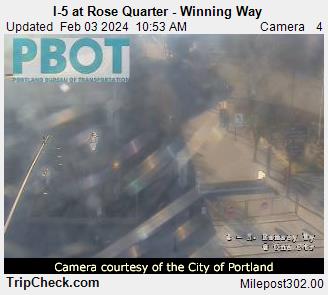 I-5 at Rose Quarter - Winning Way
Updated Feb 03 2024 10:53 AM Camera 4
PBOT
PORTLAND BUREAU OF TRANSPORTATION
Camera courtesy of the City of Portland
TripCheck.com Milepost302.00